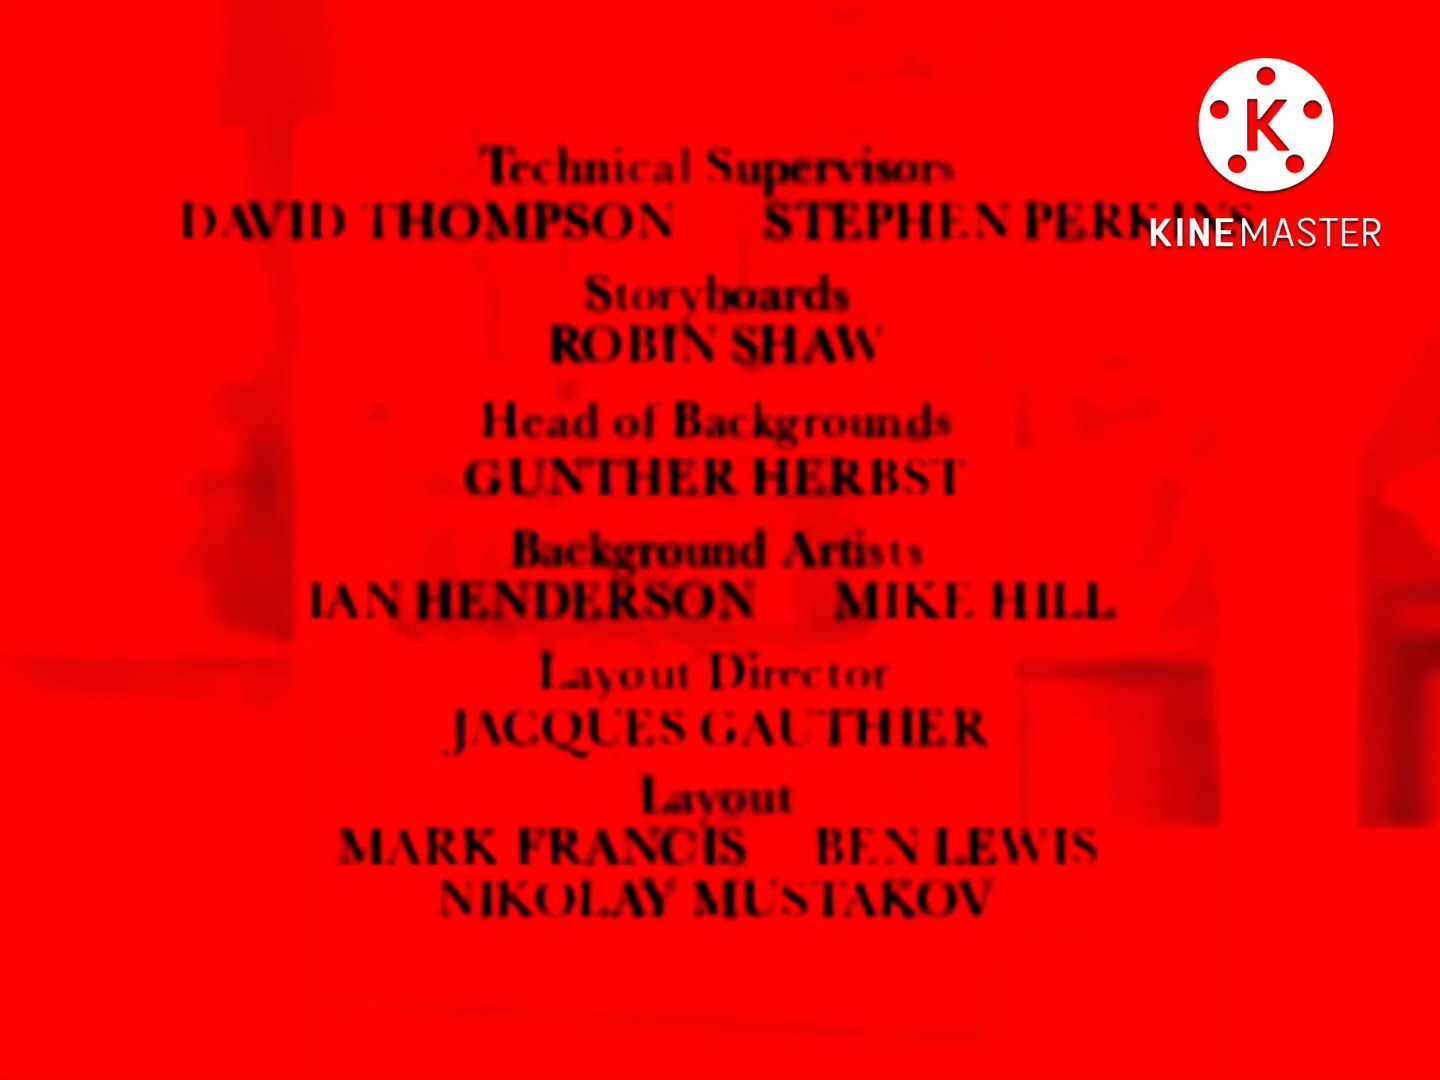 Technical Supervisors
DAVID THOMPSON STEPHEN PERKINS
Storyboards
ROBIN SHAW
Head of Backgrounds
GUNTHER HERBST
Background Artists
IAN HENDERSON MIKE HILL
Layout Director
JACQUES GAUTHIER
Layout
MARK FRANCIS BEN LEWIS
NIKOLAY MUSTAKOV
K
KINEMASTER